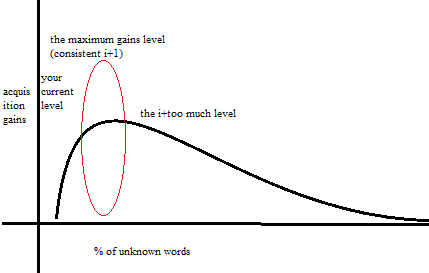 the maximum gains level
(consistent i+1)
your
current
level
acquis
ition
gains
the i+too much level
% of unknown words